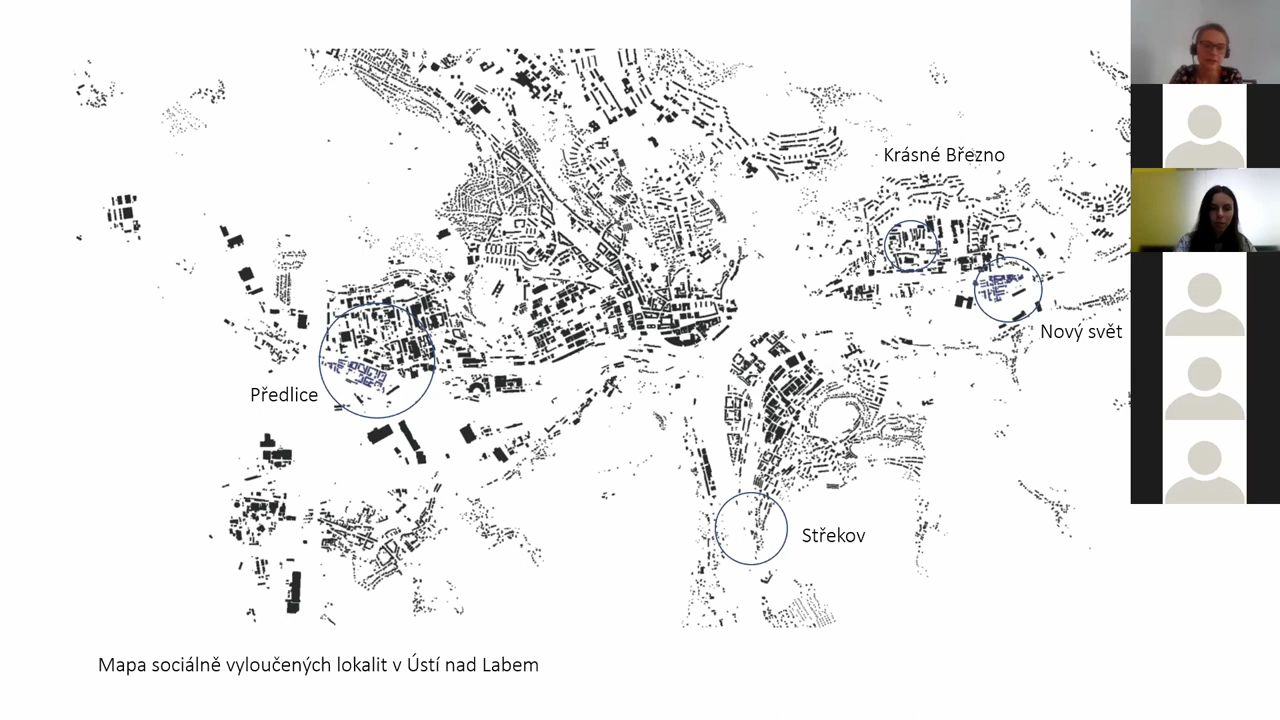 Krásné Březno
Nový svět
Předlice
Střekov
Mapa sociálně vyloučených lokalit v Ústí nad Labem